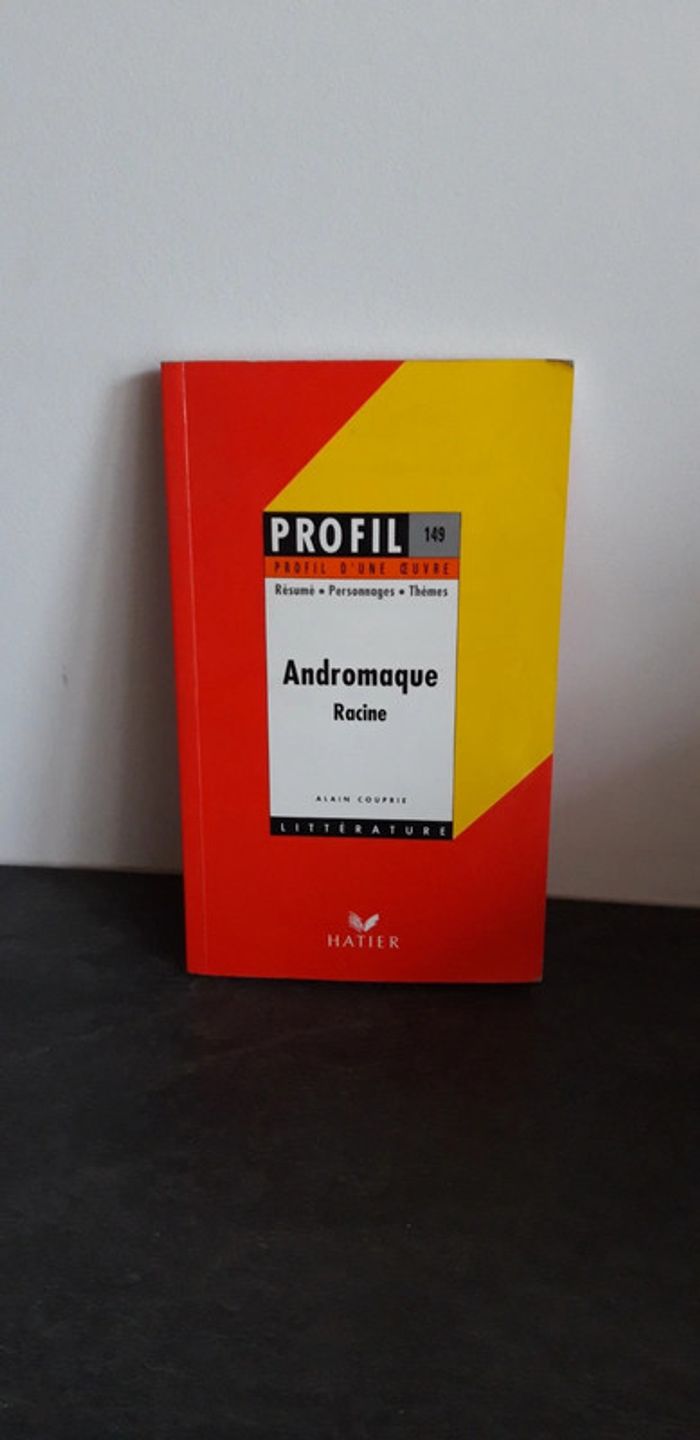 PROFIL 149
PROFIL D'UNE ŒUVRE
Résumé • Personnages • Thèmes
Andromaque
Racine
ALAIN COUPRIE
LITTÉRATURE
HATIER